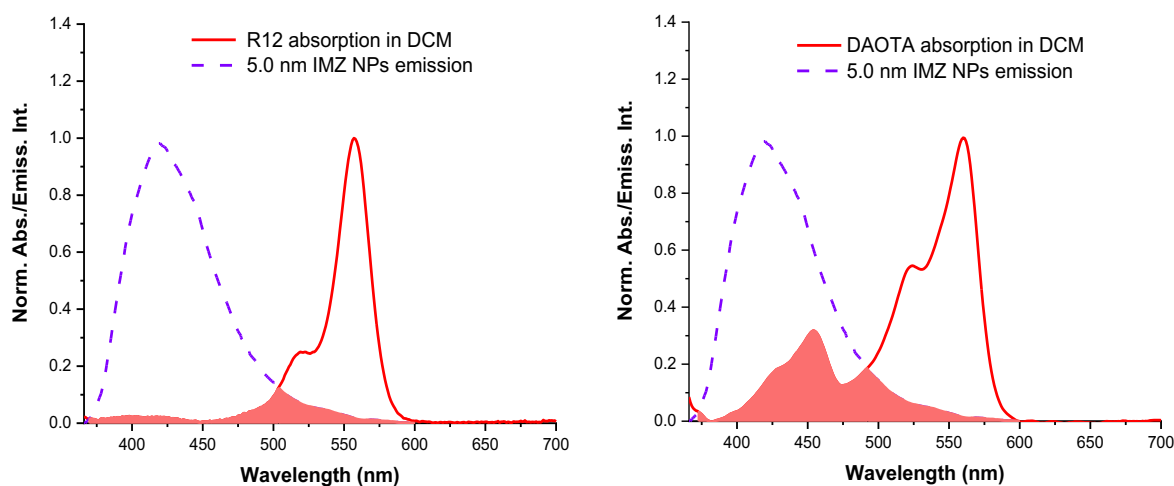 R12 absorption in DCM
5.0 nm IMZ NPs emission
Norm. Abs./Emiss. Int.
1.4
1.2
1.0
0.8
0.6
0.4
0.2
0.0
400 450 500 550 600 650 700
Wavelength (nm)
DAOTA absorption in DCM
5.0 nm IMZ NPs emission
Norm. Abs./Emiss. Int.
1.4
1.2
1.0
0.8
0.6
0.4
0.2
0.0
400 450 500 550 600 650 700
Wavelength (nm)